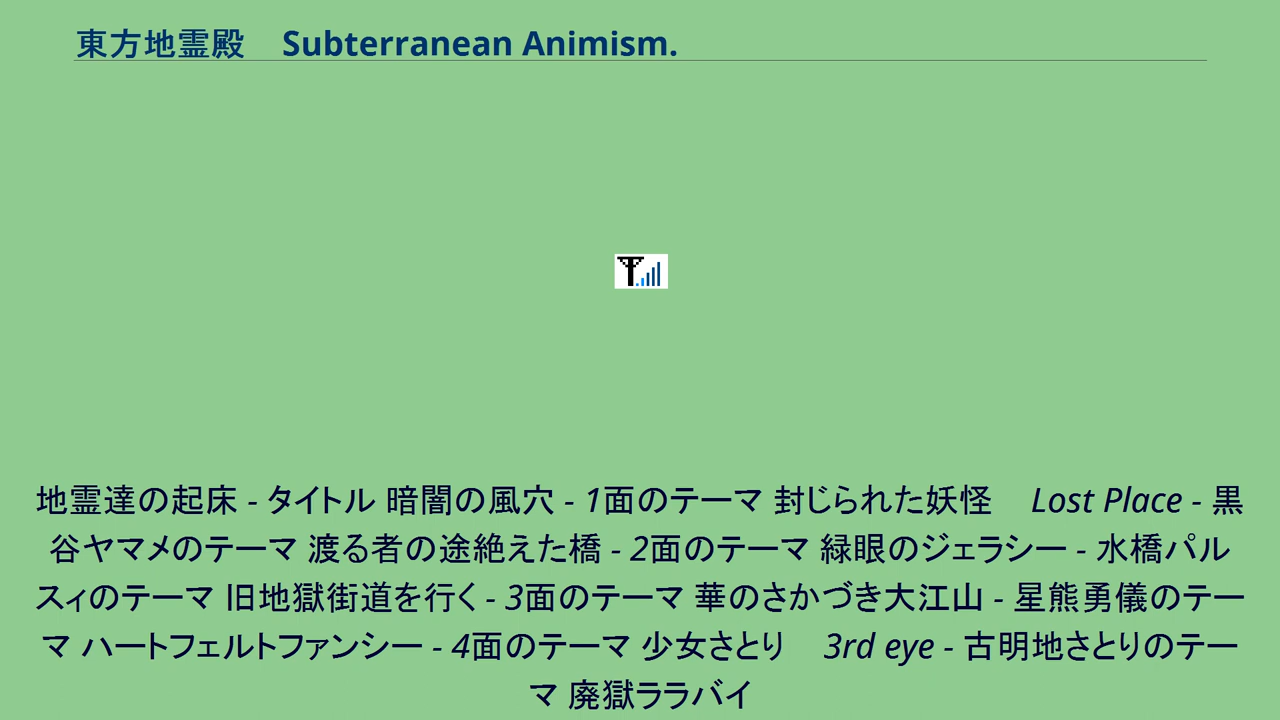 東方地霊殿　Subterranean Animism.
地霊達の起床 - タイトル 暗闇の風穴 - 1面のテーマ 封じられた妖怪　Lost Place - 黒
谷ヤマメのテーマ 渡る者の途絶えた橋 - 2面のテーマ 緑眼のジェラシー - 水橋パル
スィのテーマ 旧地獄街道を行く - 3面のテーマ 華のさかづき大江山 - 星熊勇儀のテー
マ ハートフェルトファンシー - 4面のテーマ 少女さとり　3rd eye - 古明地さとりのテー
マ 廃獄ララバイ